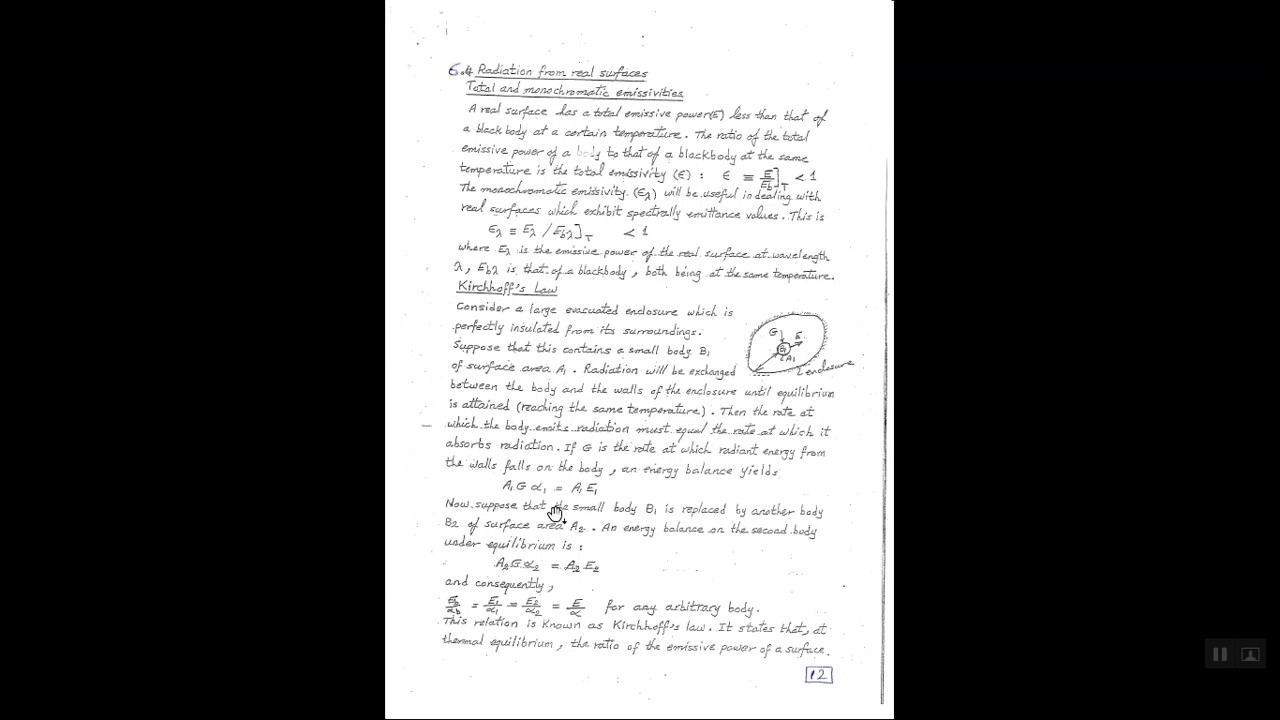 6.4 Radiation from real surfaces
Total and monochromatic emissivities
A real surface has a total emissive power(E) less than that of
a blackbody at a certain temperature. The ratio of the total
emissive power of a body to that of a blackbody at the same
temperature is the total emissivity (ϵ) : ϵ ≡ E/Eb]T < 1
The monochromatic emissivity (ϵλ) will be useful in dealing with
real surfaces which exhibit spectrally emittance values. This is
ϵλ ≡ Eλ / Ebλ]T < 1
where Eλ is the emissive power of the real surface at wavelength
λ, Ebλ is that of a blackbody, both being at the same temperature.
Kirchhoff's Law
Consider a large evacuated enclosure which is
perfectly insulated from its surroundings.
Suppose that this contains a small body B1
of surface area A1. Radiation will be exchanged
G E
B1
A1
enclosure
between the body and the walls of the enclosure until equilibrium
is attained (reaching the same temperature). Then the rate at
which the body emits radiation must equal the rate at which it
absorbs radiation. If G is the rate at which radiant energy from
the walls falls on the body, an energy balance yields
A1 G α1 = A1 E1
Now suppose that the small body B1 is replaced by another body
B2 of surface area A2. An energy balance on the second body
under equilibrium is :
A2 G α2 = A2 E2
and consequently,
Eb/αb = E1/α1 = E2/α2 = E/α for any arbitrary body.
This relation is known as Kirchhoff's law. It states that, at
thermal equilibrium, the ratio of the emissive power of a surface.
12